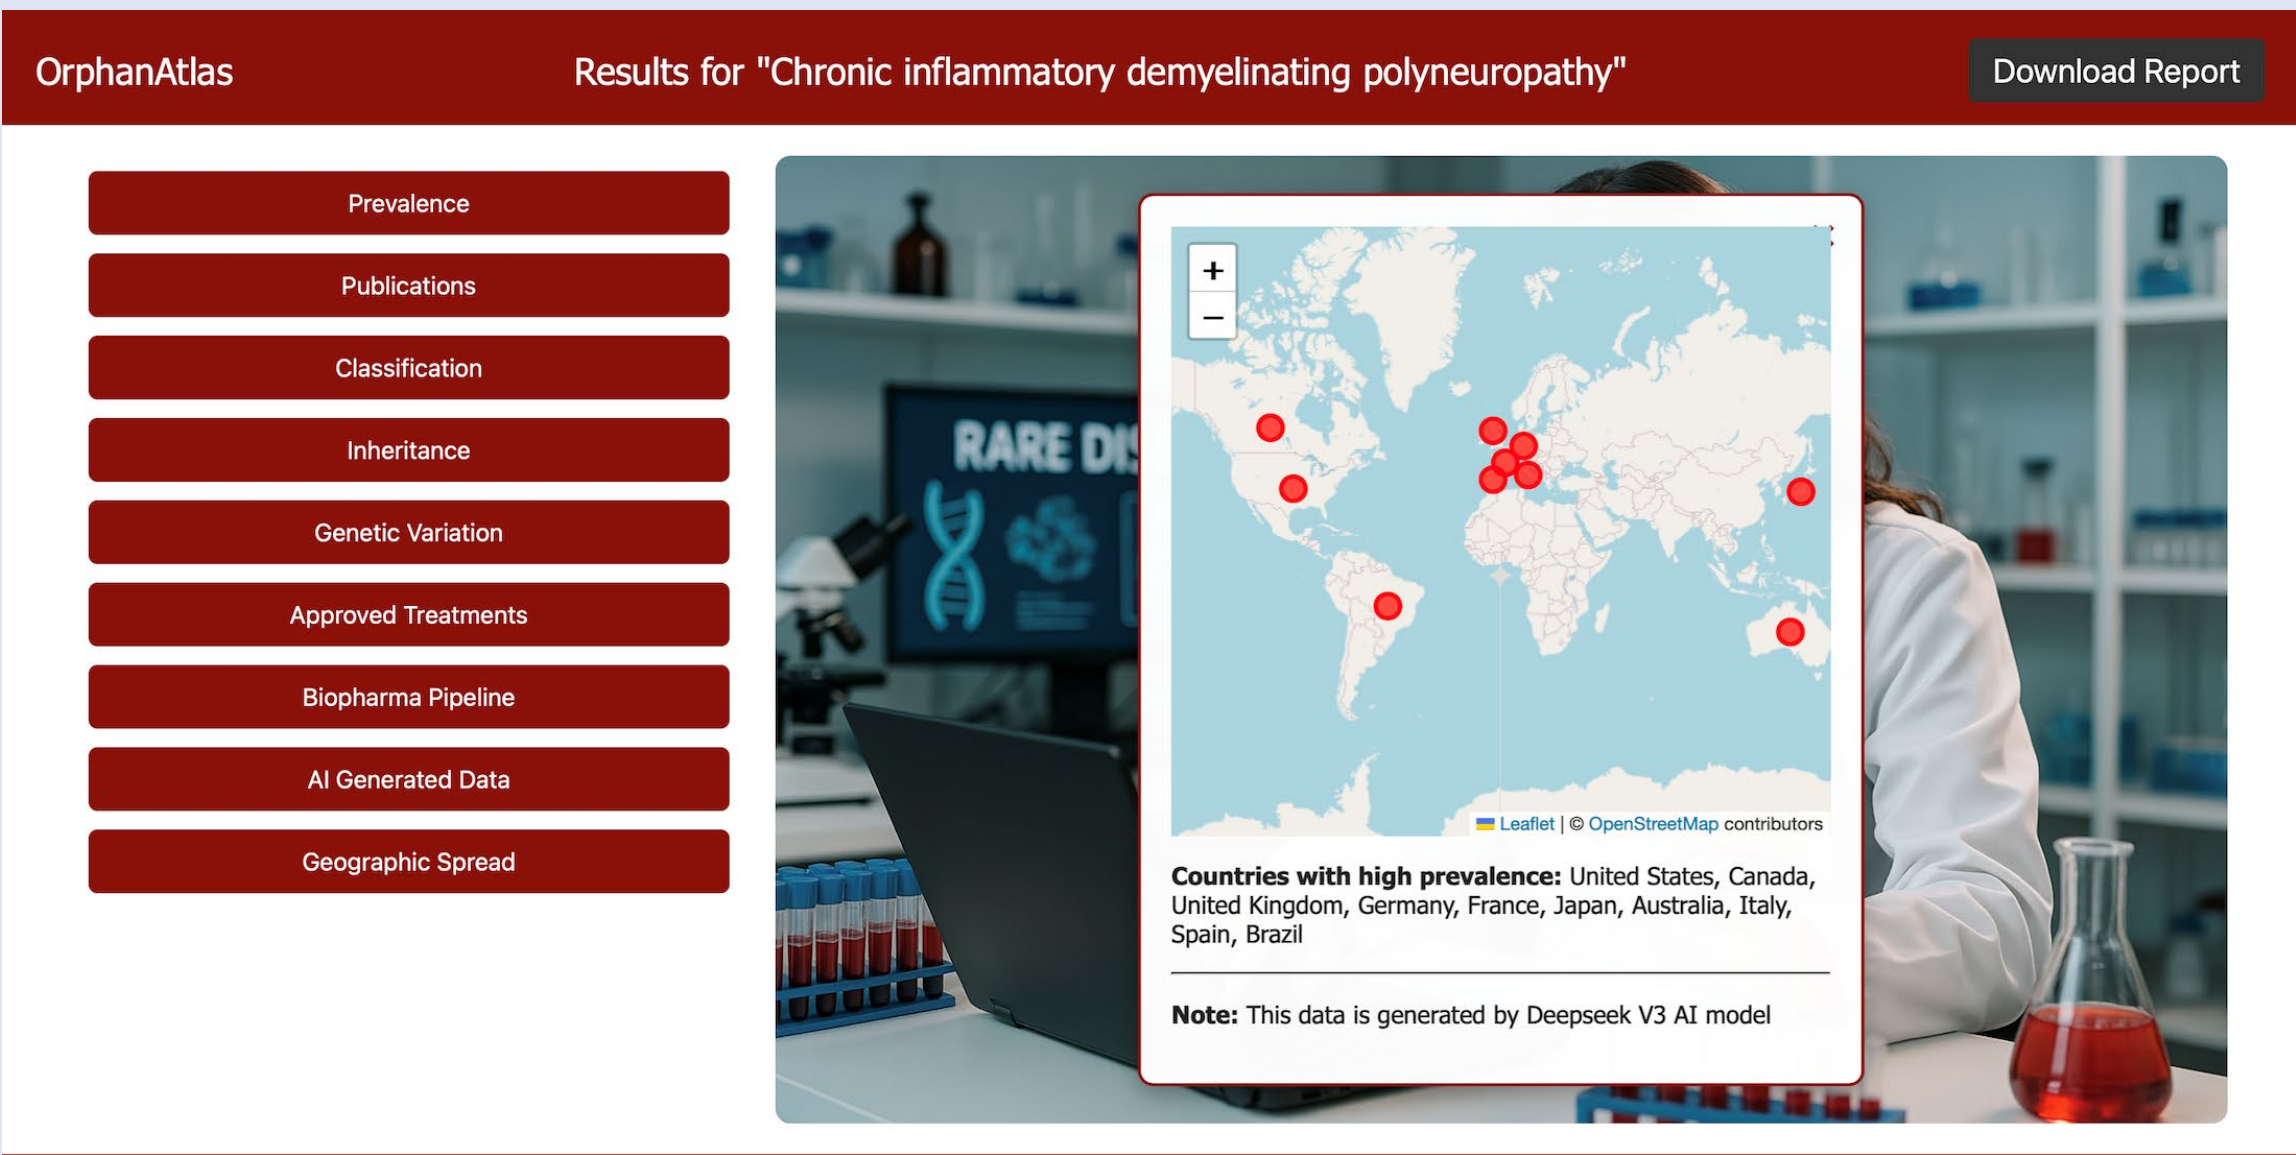 OrphanAtlas
Results for "Chronic inflammatory demyelinating polyneuropathy"
Download Report
Prevalence
Publications
Classification
Inheritance
Genetic Variation
Approved Treatments
Biopharma Pipeline
AI Generated Data
Geographic Spread
RARE DIS
+
−
Leaflet | © OpenStreetMap contributors
Countries with high prevalence: United States, Canada,
United Kingdom, Germany, France, Japan, Australia, Italy,
Spain, Brazil
Note: This data is generated by Deepseek V3 AI model